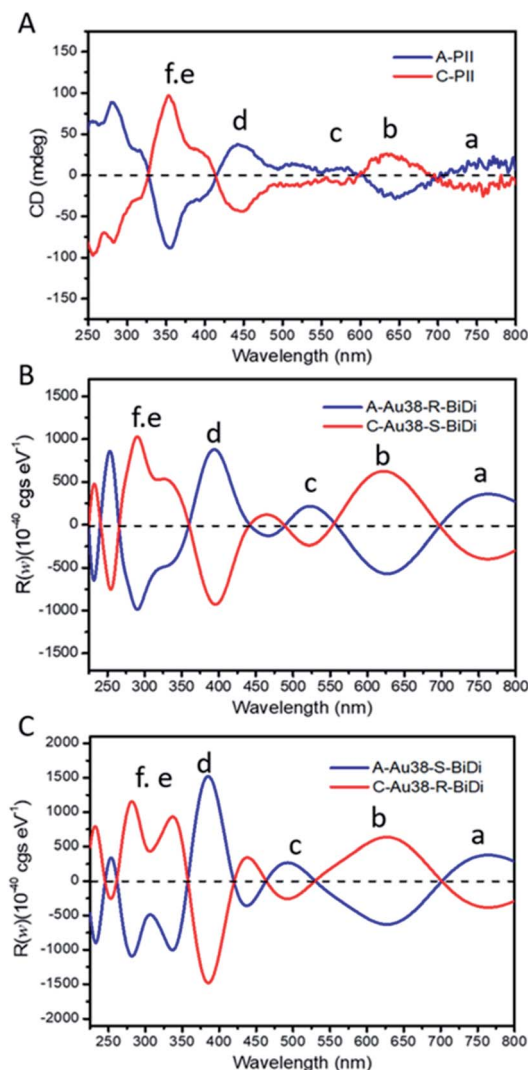 A
f.e
A-PII
C-PII
d
c
b
a
CD (mdeg)
150
100
50
0
-50
-100
-150
250 300 350 400 450 500 550 600 650 700 750 800
Wavelength (nm)
B
f.e
A-Au38-R-BiDi
C-Au38-S-BiDi
d
c
b
a
R(w)(10⁻⁴⁰ cgs eV⁻¹)
1500
1000
500
0
-500
-1000
-1500
250 300 350 400 450 500 550 600 650 700 750 800
Wavelength (nm)
C
f. e
d
A-Au38-S-BiDi
C-Au38-R-BiDi
c
b
a
R(w)(10⁻⁴⁰ cgs eV⁻¹)
2000
1500
1000
500
0
-500
-1000
-1500
-2000
250 300 350 400 450 500 550 600 650 700 750 800
Wavelength (nm)